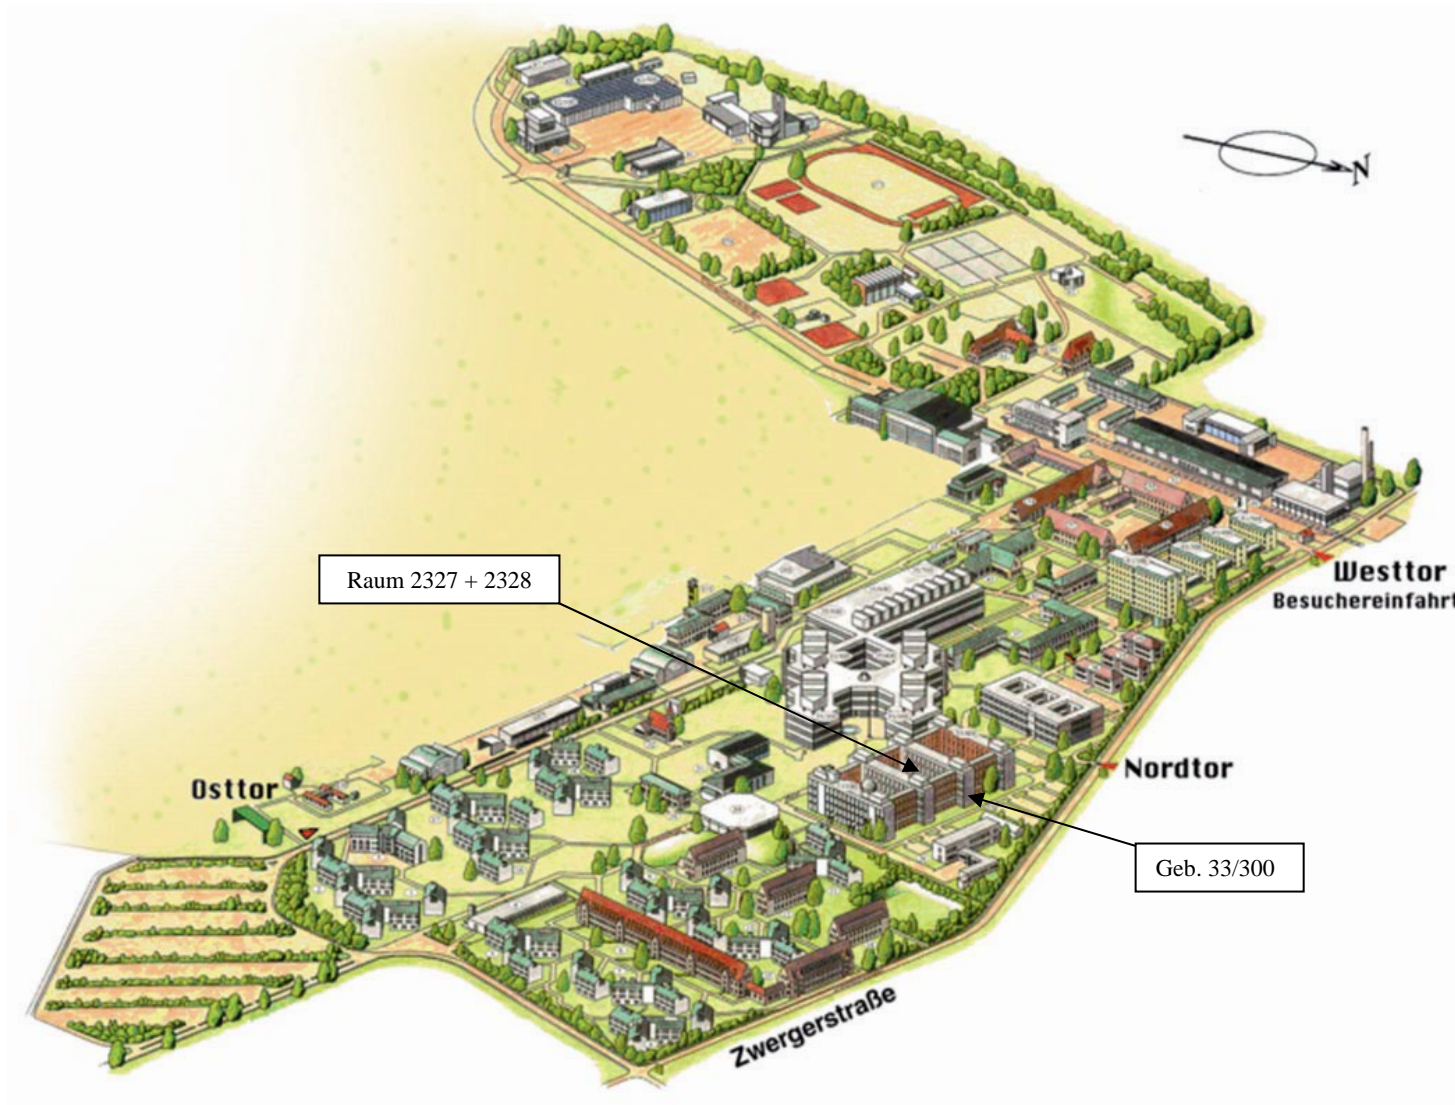 N
Raum 2327 + 2328
Westtor
Besuchereinfahrt
Osttor
Nordtor
Geb. 33/300
Zwergerstraße